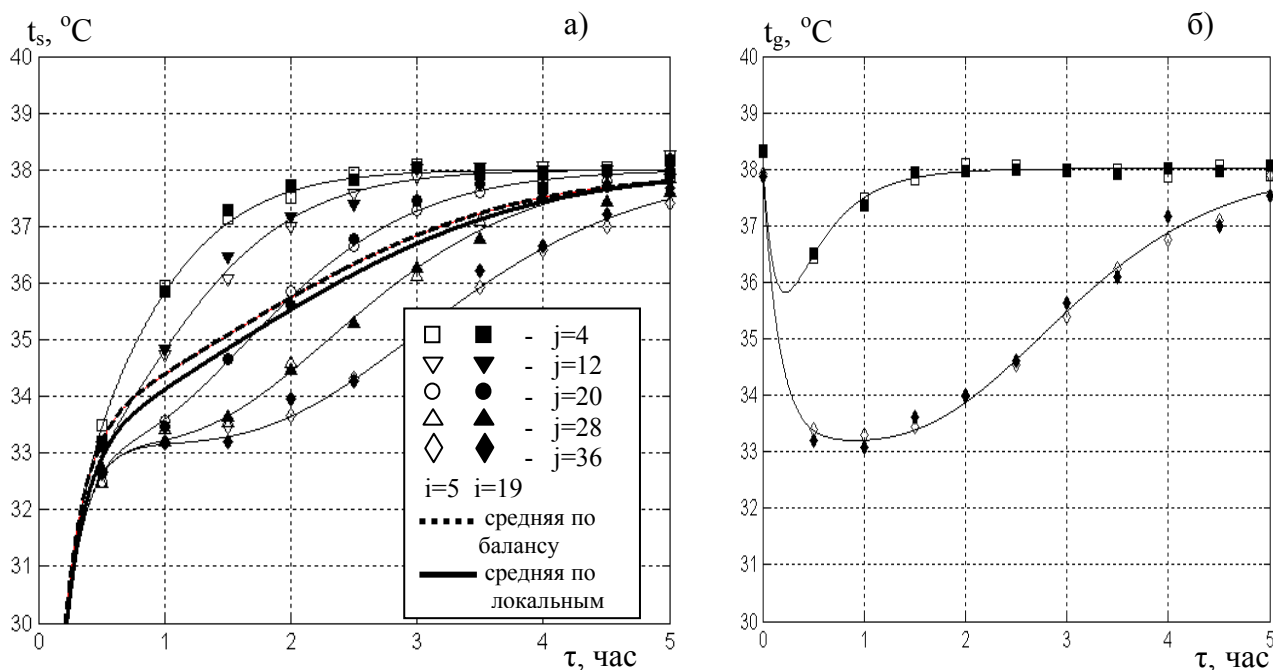 t_s, °C
а)
40
39
38
37
36
35
34
33
32
31
30
0
1
2
3
4
5
τ, час
- j=4
- j=12
- j=20
- j=28
- j=36
i=5 i=19
средняя по
балансу
средняя по
локальным
t_g, °C
б)
40
39
38
37
36
35
34
33
32
31
30
0
1
2
3
4
5
τ, час